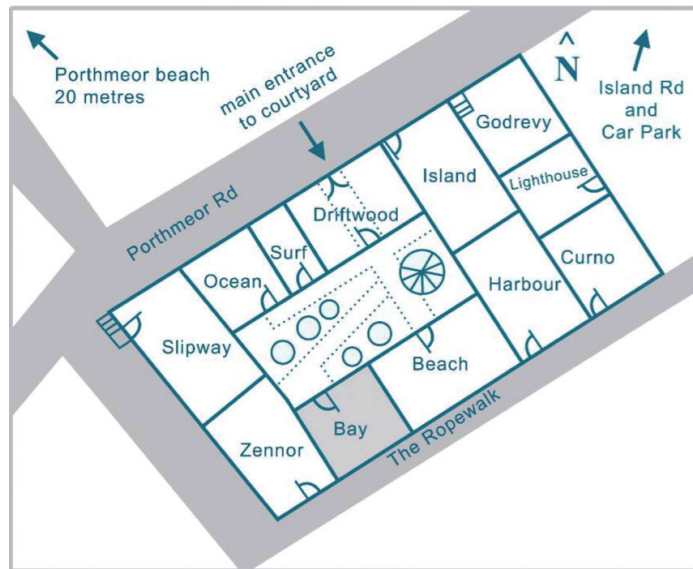 Porthmeor beach
20 metres
main entrance
to courtyard
N
Island Rd
and
Car Park
Godrevy
Island
Lighthouse
Driftwood
Porthmeor Rd
Surf
Ocean
Curno
Harbour
Slipway
Beach
Bay
Zennor
The Ropewalk